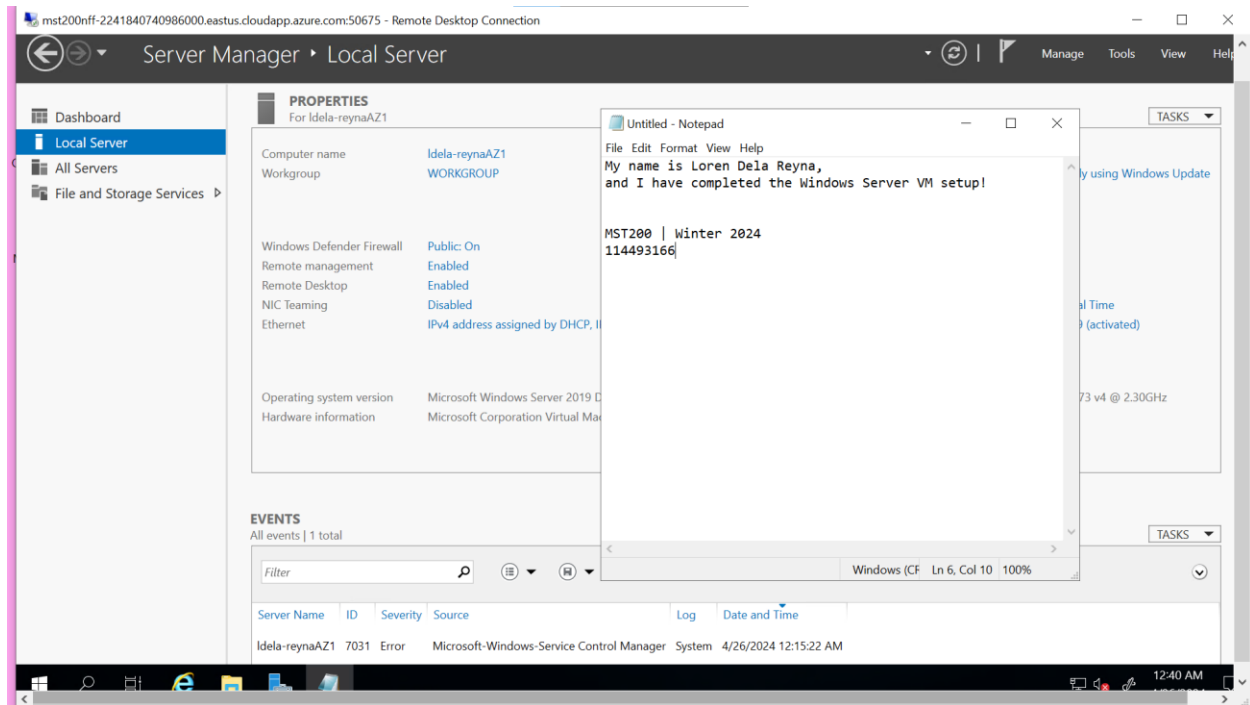 mst200nff-2241840740986000.eastus.cloudapp.azure.com:50675 - Remote Desktop Connection
Server Manager Local Server
Manage Tools View Help
Dashboard
Local Server
All Servers
File and Storage Services
PROPERTIES
For ldela-reynaAZ1
TASKS
Computer name ldela-reynaAZ1
Workgroup WORKGROUP
using Windows Update
Windows Defender Firewall Public: On
Remote management Enabled
Remote Desktop Enabled
NIC Teaming Disabled
Time
Ethernet IPv4 address assigned by DHCP,
(activated)
Operating system version Microsoft Windows Server 2019
v4 @ 2.30GHz
Hardware information Microsoft Corporation Virtual
Untitled - Notepad
File Edit Format View Help
My name is Loren Dela Reyna,
and I have completed the Windows Server VM setup!
MST200 | Winter 2024
114493166
Ln 6, Col 10 100%
Windows
EVENTS
All events | 1 total
TASKS
Filter
Server Name ID Severity Source Log Date and Time
ldela-reynaAZ1 7031 Error Microsoft-Windows-Service Control Manager System 4/26/2024 12:15:22 AM
12:40 AM